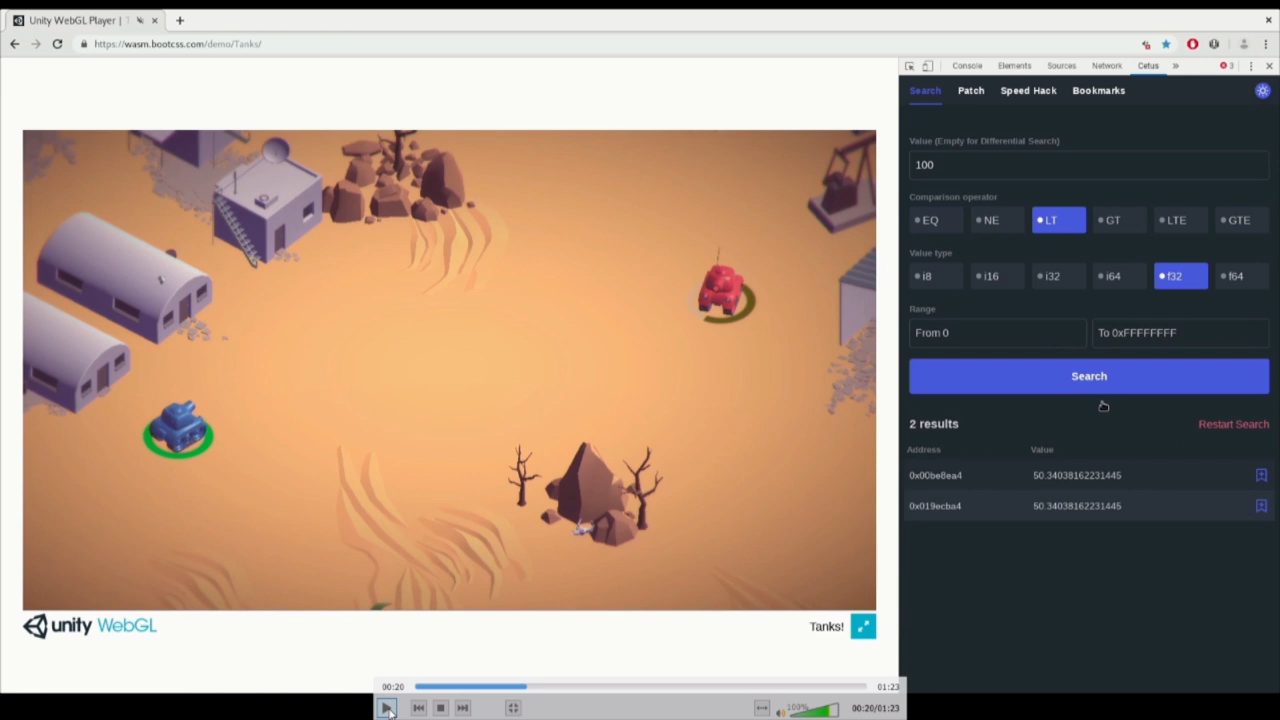 Unity WebGL Player | T
https://wasm.bootcss.com/demo/Tanks/
Console Elements Sources Network Cetus » 3
Search Patch Speed Hack Bookmarks
Value (Empty for Differential Search)
100
Comparison operator
EQ NE LT GT LTE GTE
Value type
i8 i16 i32 i64 f32 f64
Range
From 0 To 0xFFFFFFFF
Search
2 results Restart Search
Address Value
0x00be8ea4 50.34038162231445
0x019ecba4 50.34038162231445
unity WebGL
Tanks!
00:20 01:23
100% 00:20/01:23